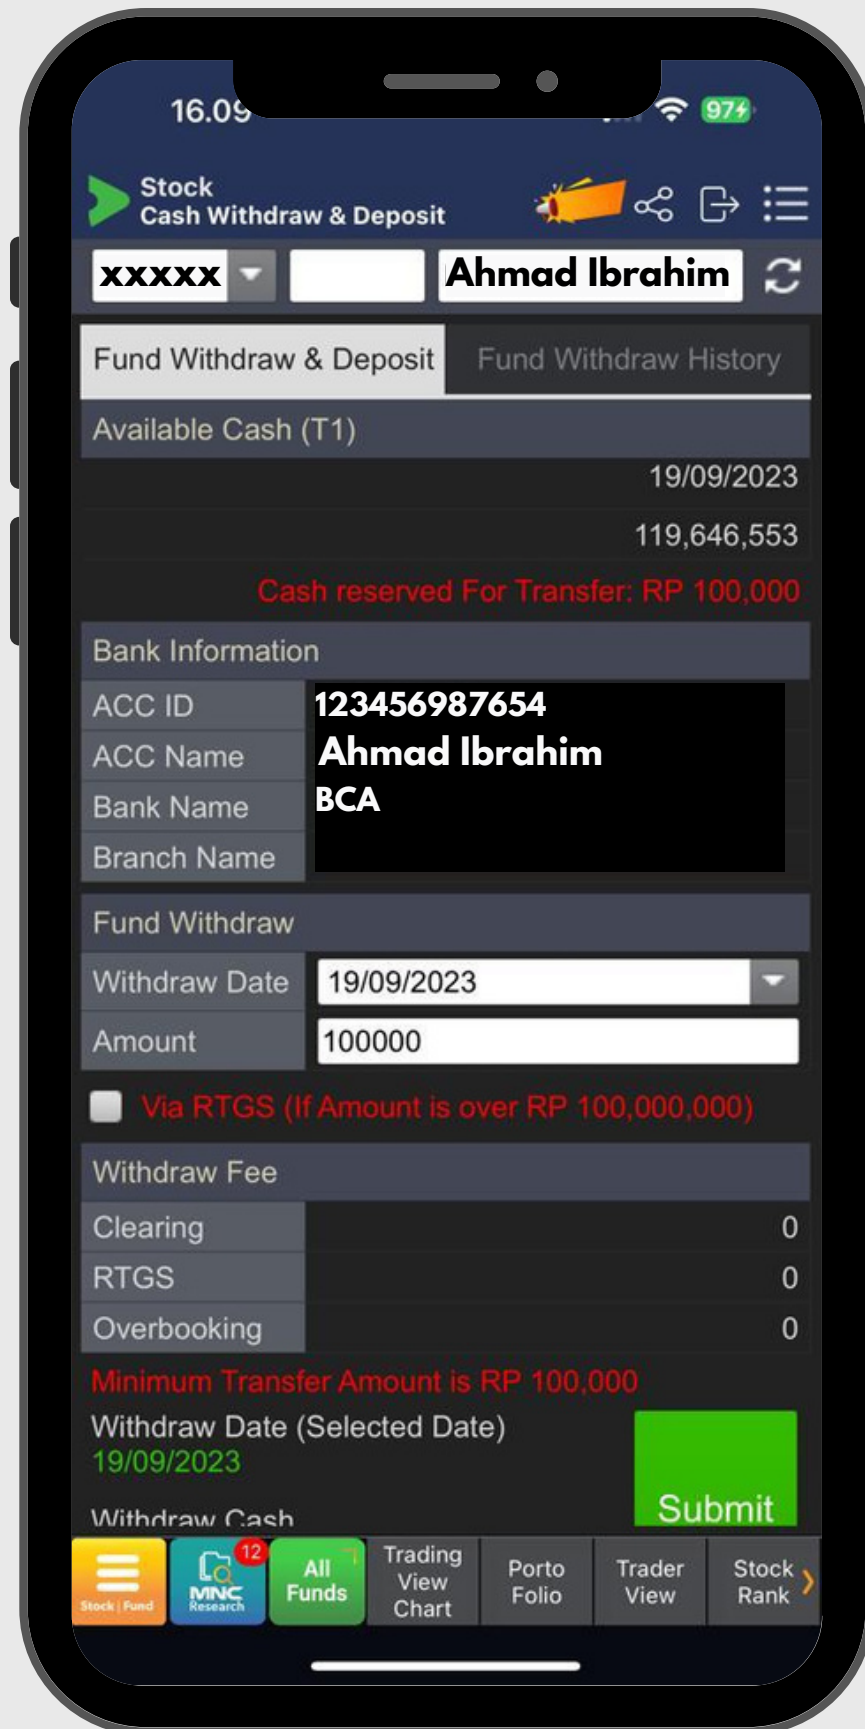 16.09
97
Stock
Cash Withdraw & Deposit
xxxxx
Ahmad Ibrahim
Fund Withdraw & Deposit
Fund Withdraw History
Available Cash (T1)
19/09/2023
119,646,553
Cash reserved For Transfer: RP 100,000
Bank Information
ACC ID 123456987654
ACC Name Ahmad Ibrahim
Bank Name BCA
Branch Name
Fund Withdraw
Withdraw Date 19/09/2023
Amount 100000
Via RTGS (If Amount is over RP 100,000,000)
Withdraw Fee
Clearing 0
RTGS 0
Overbooking 0
Minimum Transfer Amount is RP 100,000
Withdraw Date (Selected Date)
19/09/2023
Submit
Withdraw Cash
Stock | Fund
12
MNC
Research
All
Funds
Trading
View
Chart
Porto
Folio
Trader
View
Stock
Rank